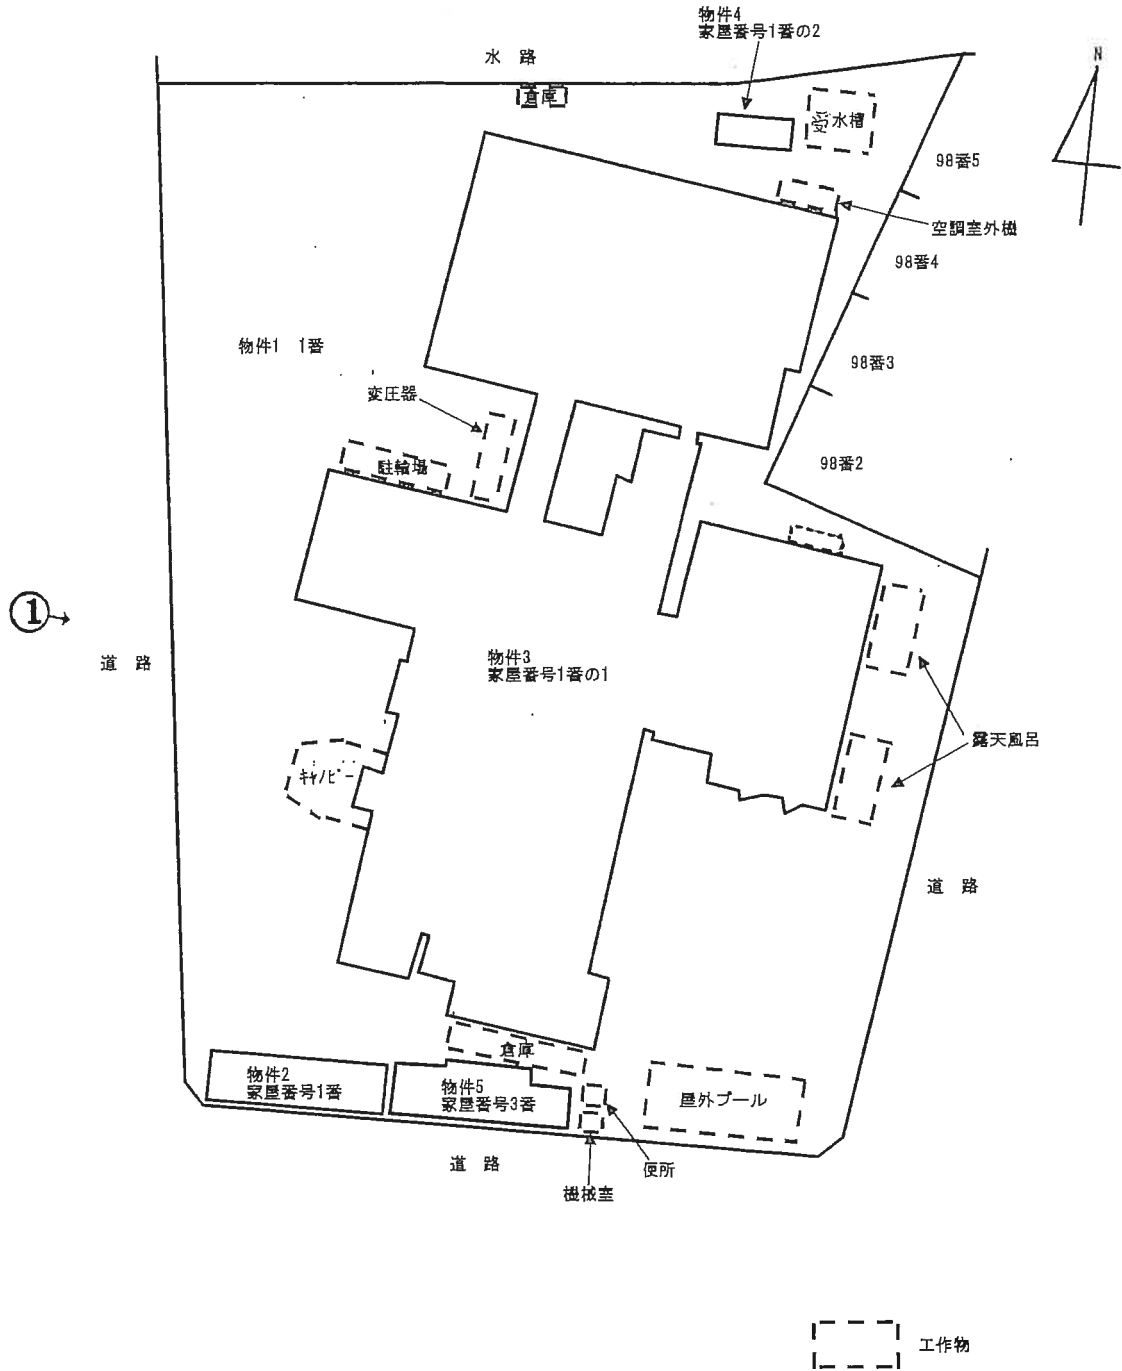 物件4
家屋番号1番の2
水 路
N
倉庫
受水槽
98番5
空調室外機
98番4
物件1 1番
98番3
変圧器
駐輪場
98番2
①
道 路
物件3
家屋番号1番の1
露天風呂
キャノピー
道 路
倉庫
物件2
家屋番号1番
物件5
家屋番号3番
屋外プール
便所
道 路
機械室
工作物